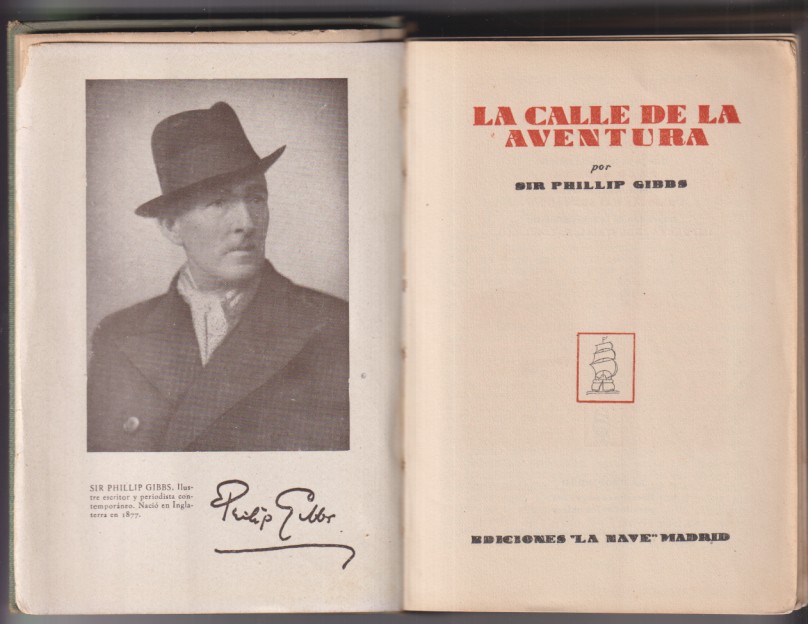 SIR PHILLIP GIBBS. Ilus-
tre escritor y periodista con-
temporáneo. Nació en Ingla-
terra en 1877.
Philip Gibbs
LA CALLE DE LA
AVENTURA
por
SIR PHILLIP GIBBS
EDICIONES "LA NAVE" MADRID